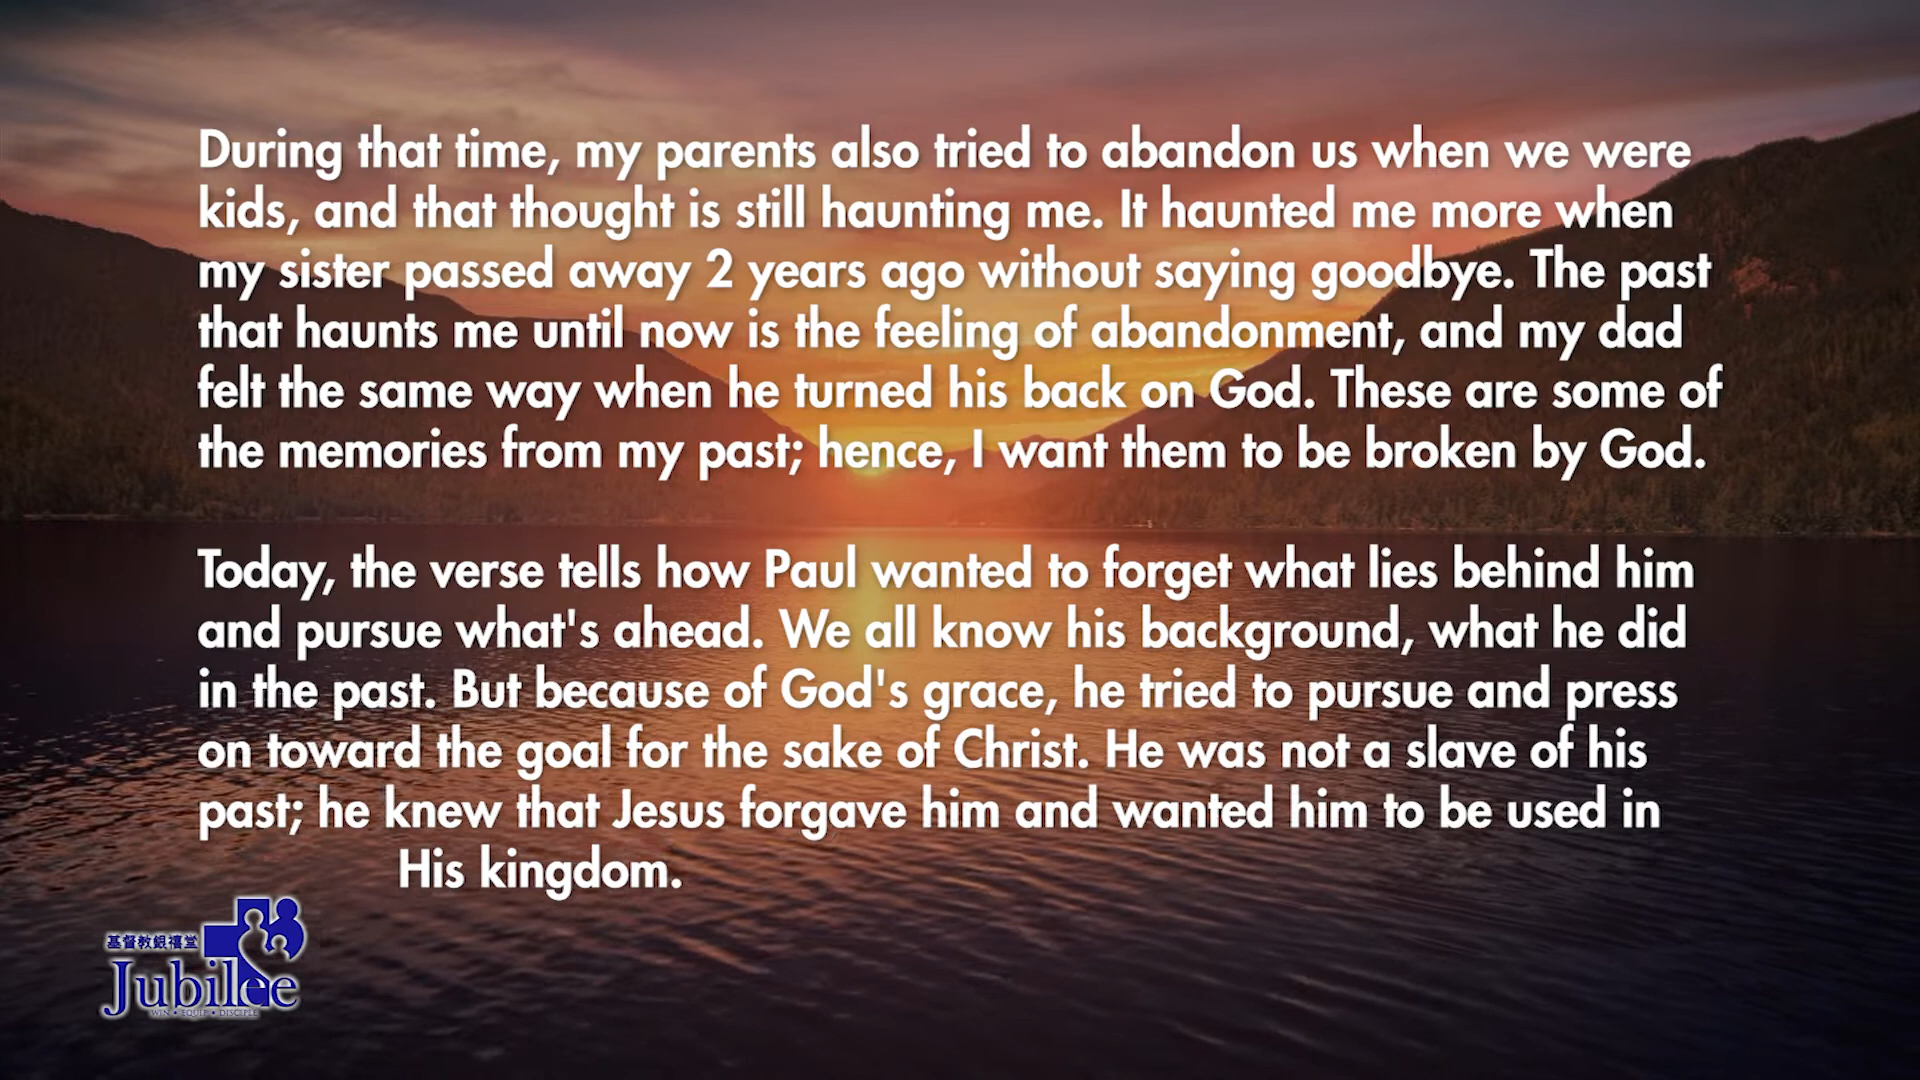 During that time, my parents also tried to abandon us when we were
kids, and that thought is still haunting me. It haunted me more when
my sister passed away 2 years ago without saying goodbye. The past
that haunts me until now is the feeling of abandonment, and my dad
felt the same way when he turned his back on God. These are some of
the memories from my past; hence, I want them to be broken by God.
Today, the verse tells how Paul wanted to forget what lies behind him
and pursue what's ahead. We all know his background, what he did
in the past. But because of God's grace, he tried to pursue and press
on toward the goal for the sake of Christ. He was not a slave of his
past; he knew that Jesus forgave him and wanted him to be used in
His kingdom.
基督教銀禧堂
Jubilee
WIN • EQUIP • DISCIPLE